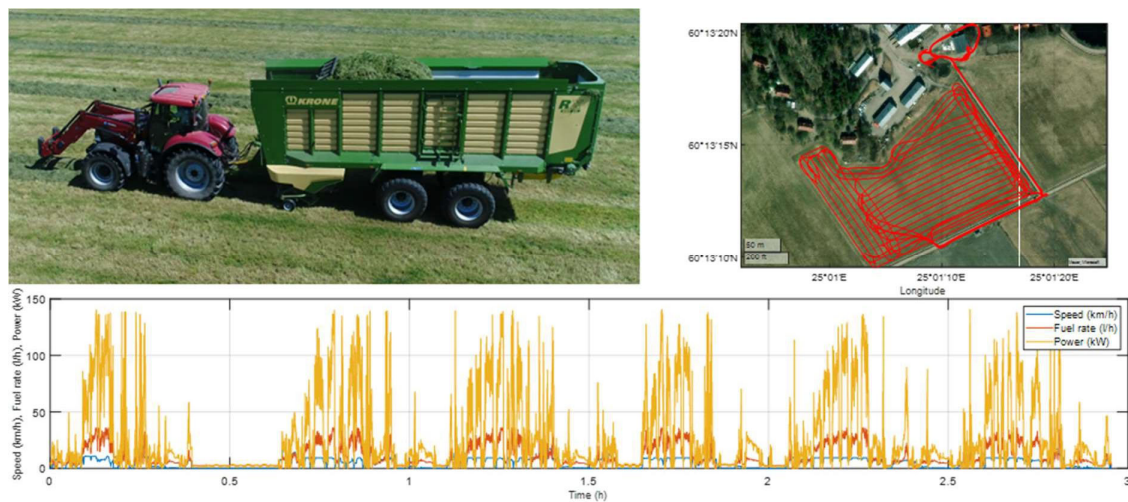 KRONE
60°13'20"
60°13'15"
60°13'10"
50 m
200 ft
25°01'E
25°01'10"E
25°01'20"E
Longitude
150
100
50
0
Speed (km/h), Fuel rate (l/h), Power (kW)
Speed (km/h)
Fuel rate (l/h)
Power (kW)
0
0.5
1
1.5
2
2.5
3
Time (h)